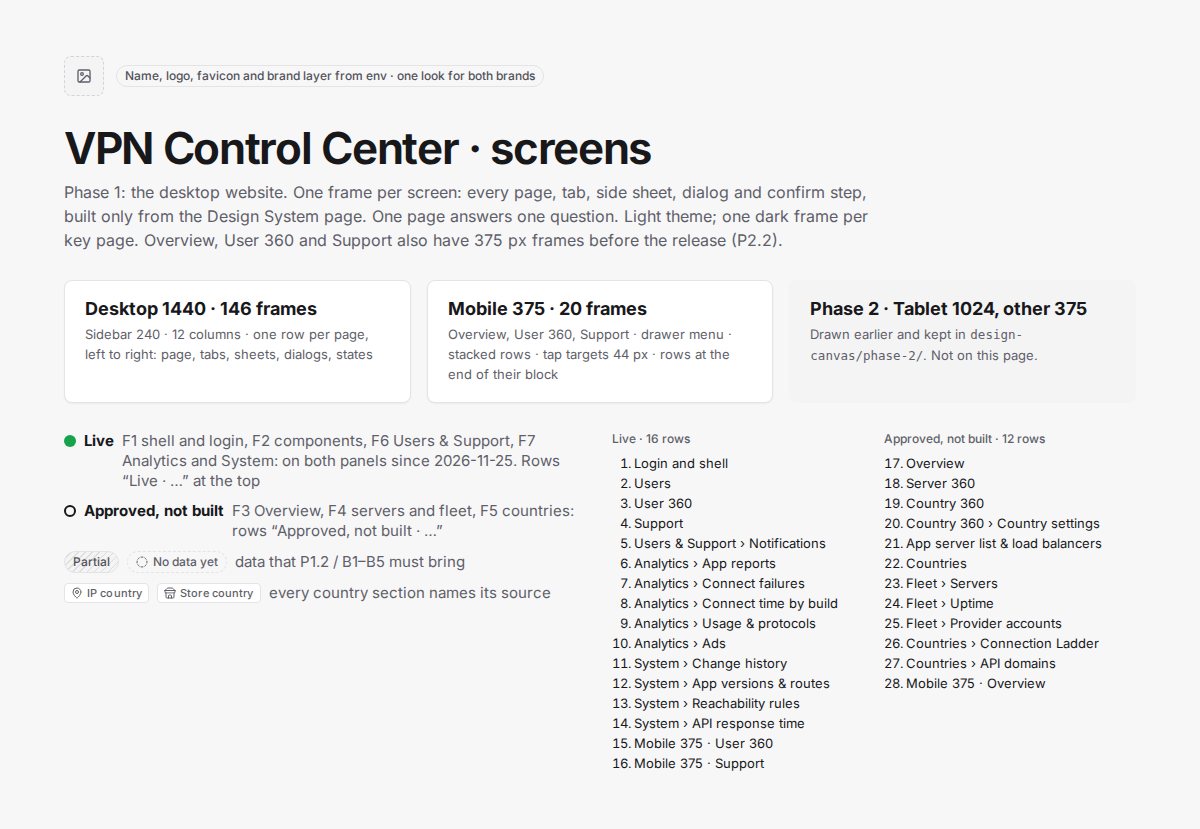 Name, logo, favicon and brand layer from env · one look for both brands
VPN Control Center · screens
Phase 1: the desktop website. One frame per screen: every page, tab, side sheet, dialog and confirm step,
built only from the Design System page. One page answers one question. Light theme; one dark frame per
key page. Overview, User 360 and Support also have 375 px frames before the release (P2.2).
Desktop 1440 · 146 frames
Sidebar 240 · 12 columns · one row per page,
left to right: page, tabs, sheets, dialogs, states
Mobile 375 · 20 frames
Overview, User 360, Support · drawer menu ·
stacked rows · tap targets 44 px · rows at the
end of their block
Phase 2 · Tablet 1024, other 375
Drawn earlier and kept in design-
canvas/phase-2/. Not on this page.
Live F1 shell and login, F2 components, F6 Users & Support, F7
Analytics and System: on both panels since 2026-11-25. Rows
“Live · …” at the top
Approved, not built F3 Overview, F4 servers and fleet, F5 countries:
rows “Approved, not built · …”
Partial No data yet data that P1.2 / B1–B5 must bring
IP country Store country every country section names its source
Live · 16 rows
1. Login and shell
2. Users
3. User 360
4. Support
5. Users & Support › Notifications
6. Analytics › App reports
7. Analytics › Connect failures
8. Analytics › Connect time by build
9. Analytics › Usage & protocols
10. Analytics › Ads
11. System › Change history
12. System › App versions & routes
13. System › Reachability rules
14. System › API response time
15. Mobile 375 · User 360
16. Mobile 375 · Support
Approved, not built · 12 rows
17. Overview
18. Server 360
19. Country 360
20. Country 360 › Country settings
21. App server list & load balancers
22. Countries
23. Fleet › Servers
24. Fleet › Uptime
25. Fleet › Provider accounts
26. Countries › Connection Ladder
27. Countries › API domains
28. Mobile 375 · Overview